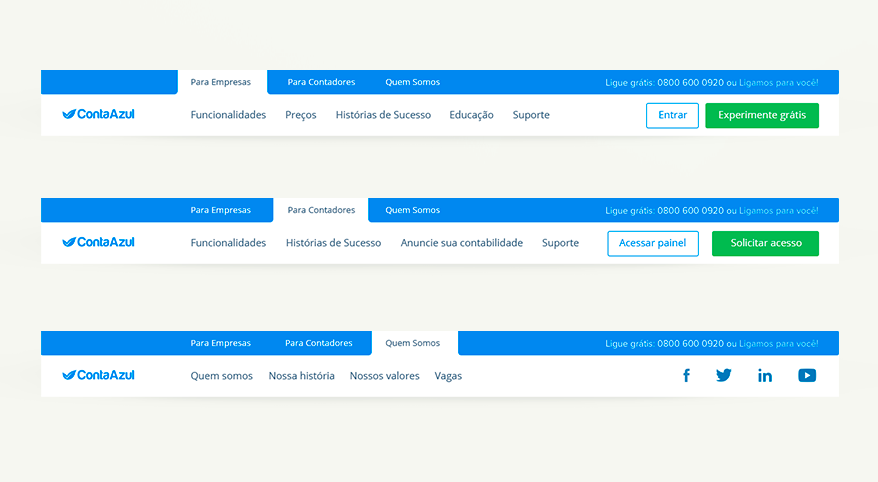 Para Empresas Para Contadores Quem Somos Ligue grátis: 0800 600 0920 ou Ligamos para você!
ContaAzul Funcionalidades Preços Histórias de Sucesso Educação Suporte Entrar Experimente grátis
Para Empresas Para Contadores Quem Somos Ligue grátis: 0800 600 0920 ou Ligamos para você!
ContaAzul Funcionalidades Histórias de Sucesso Anuncie sua contabilidade Suporte Acessar painel Solicitar acesso
Para Empresas Para Contadores Quem Somos Ligue grátis: 0800 600 0920 ou Ligamos para você!
ContaAzul Quem somos Nossa história Nossos valores Vagas